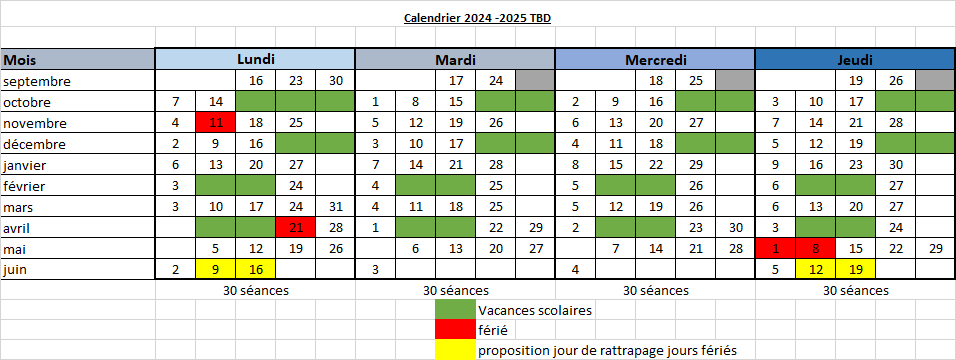 Calendrier 2024 -2025 TBD
Mois Lundi Mardi Mercredi Jeudi
septembre 16 23 30 17 24 18 25 19 26
octobre 7 14 1 8 15 2 9 16 3 10 17
novembre 4 11 18 25 5 12 19 26 6 13 20 27 7 14 21 28
décembre 2 9 16 3 10 17 4 11 18 5 12 19
janvier 6 13 20 27 7 14 21 28 8 15 22 29 9 16 23 30
février 3 24 4 25 5 26 6 27
mars 3 10 17 24 31 4 11 18 25 5 12 19 26 6 13 20 27
avril 21 28 1 22 29 2 23 30 3 24
mai 5 12 19 26 6 13 20 27 7 14 21 28 1 8 15 22 29
juin 2 9 16 3 4 5 12 19
30 séances 30 séances 30 séances 30 séances
Vacances scolaires
férié
proposition jour de rattrapage jours fériés